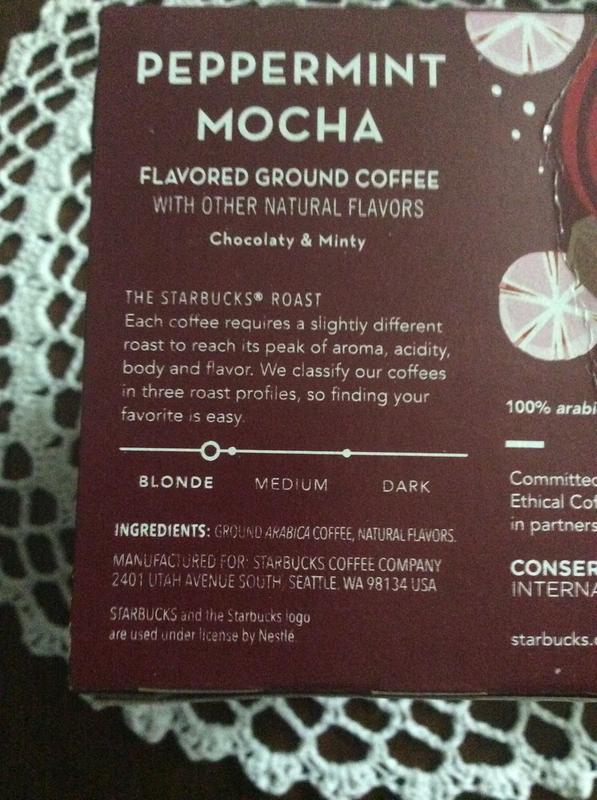 PEPPERMINT
MOCHA
FLAVORED GROUND COFFEE
WITH OTHER NATURAL FLAVORS
Chocolaty & Minty
THE STARBUCKS® ROAST
Each coffee requires a slightly different
roast to reach its peak of aroma, acidity,
body and flavor. We classify our coffees
in three roast profiles, so finding your
favorite is easy.
BLONDE MEDIUM DARK
INGREDIENTS: GROUND ARABICA COFFEE, NATURAL FLAVORS.
MANUFACTURED FOR: STARBUCKS COFFEE COMPANY
2401 UTAH AVENUE SOUTH, SEATTLE, WA 98134 USA
STARBUCKS and the Starbucks logo
are used under license by Nestlé.
100% arabi
Committed
Ethical Cof
in partners
CONSER
INTERNA
starbucks.c